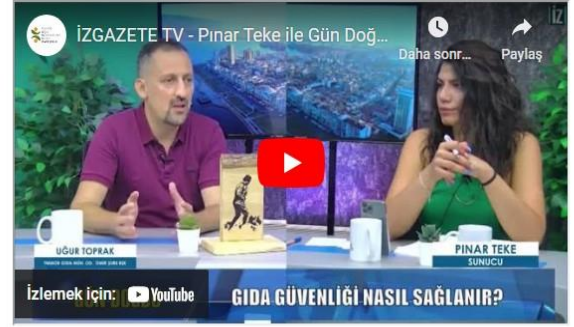 İZGAZETE TV - Pınar Teke ile Gün Doğ...
Daha sonr...
Paylaş
İZ
UĞUR TOPRAK
PINAR TEKE
SUNUCU
İzlemek için: YouTube
GIDA GÜVENLİĞİ NASIL SAĞLANIR?